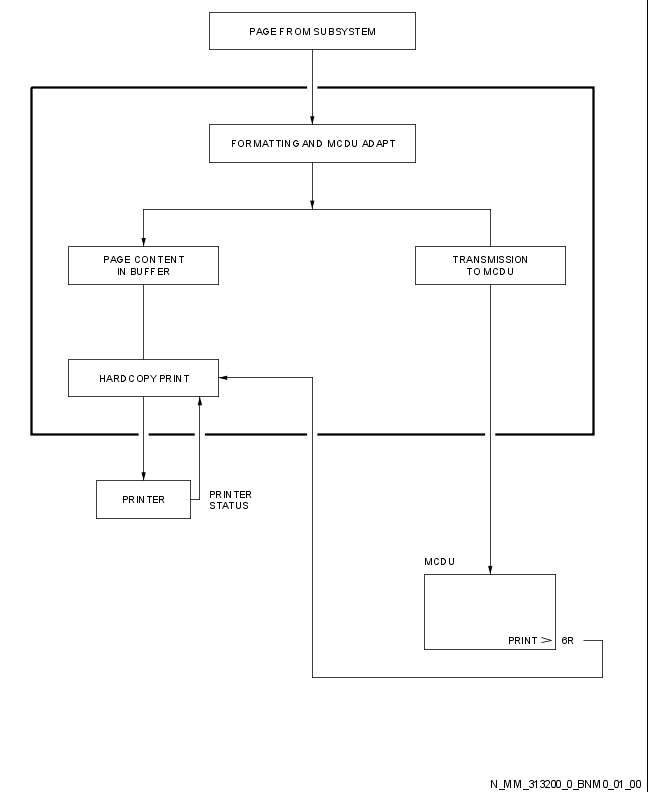 PAGE FROM SUBSYSTEM
FORMATTING AND MCDU ADAPT
PAGE CONTENT
IN BUFFER
TRANSMISSION
TO MCDU
HARDCOPY PRINT
PRINTER
PRINTER
STATUS
MCDU
PRINT > 6R
N_MM_313200_0_BNM0_01_00